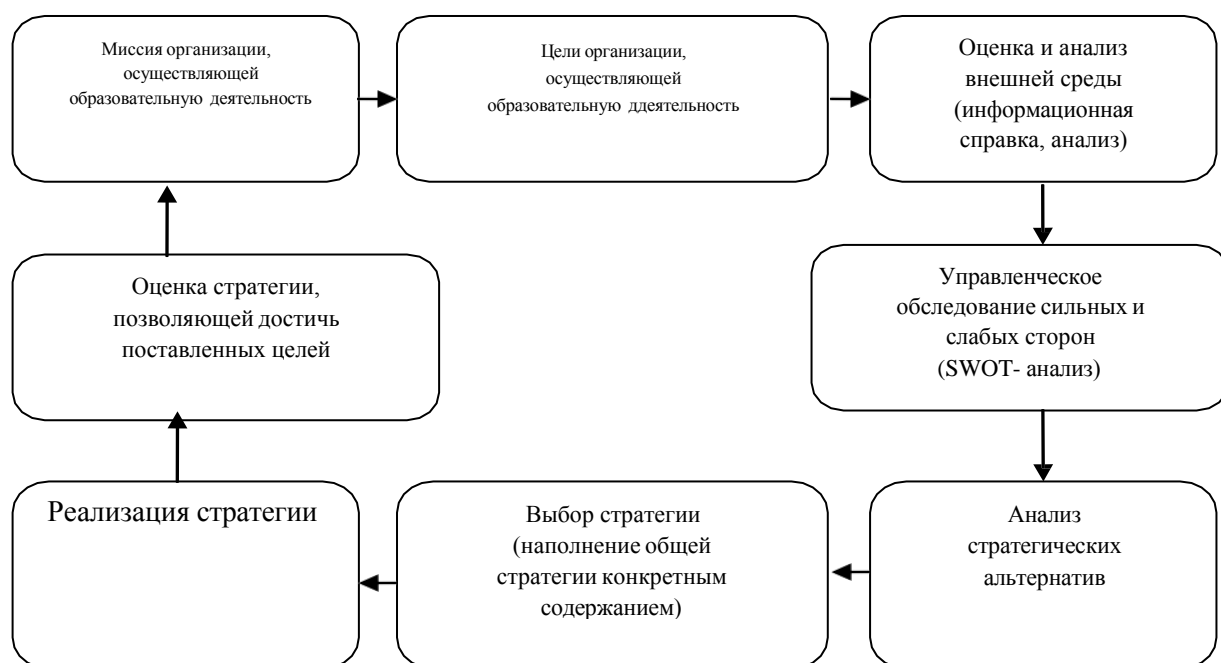 Миссия организации,
осуществляющей
образовательную деятельность
Цели организации,
осуществляющей
образовательную ддеятельность
Оценка и анализ
внешней среды
(информационная
справка, анализ)
Управленческое
обследование сильных и
слабых сторон
(SWOT- анализ)
Анализ
стратегических
альтернатив
Выбор стратегии
(наполнение общей
стратегии конкретным
содержанием)
Реализация стратегии
Оценка стратегии,
позволяющей достичь
поставленных целей